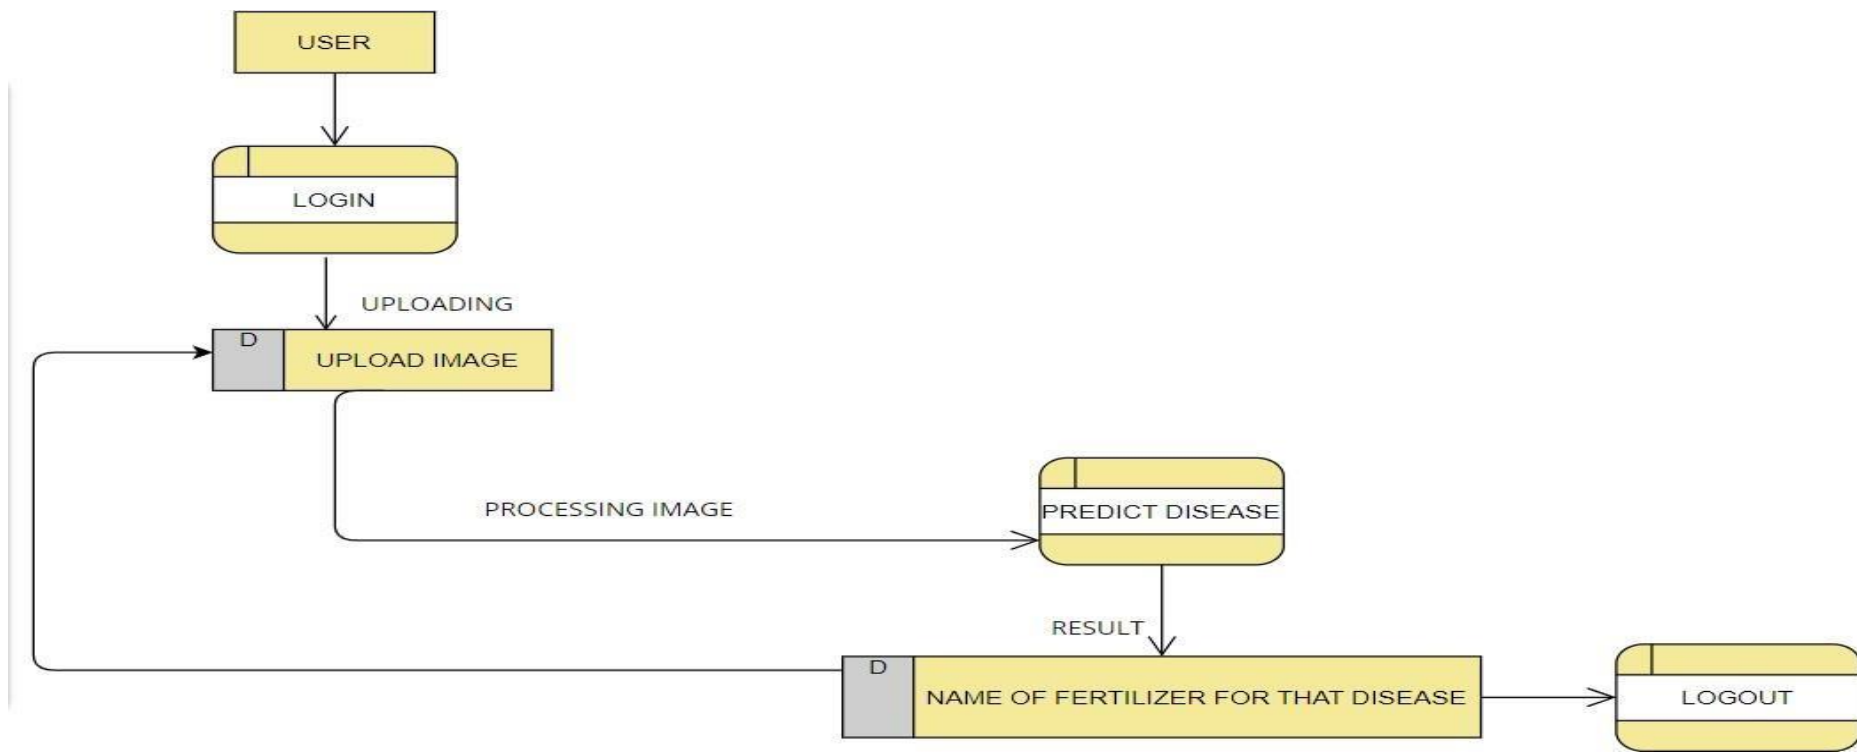 USER
LOGIN
UPLOADING
D
UPLOAD IMAGE
PROCESSING IMAGE
PREDICT DISEASE
RESULT
D
NAME OF FERTILIZER FOR THAT DISEASE
LOGOUT